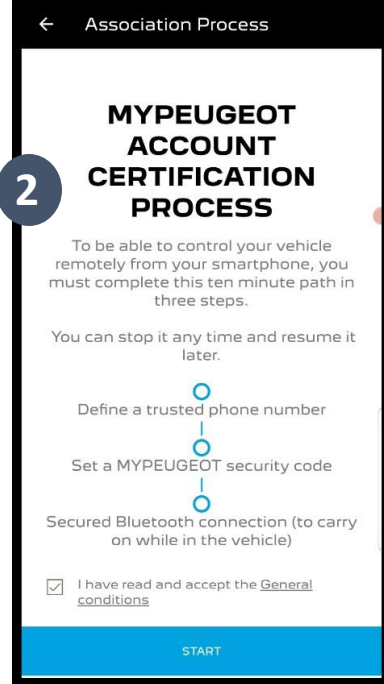 Association Process
MYPEUGEOT
ACCOUNT
CERTIFICATION
PROCESS
2
To be able to control your vehicle
remotely from your smartphone, you
must complete this ten minute path in
three steps.
You can stop it any time and resume it
later.
Define a trusted phone number
Set a MYPEUGEOT security code
Secured Bluetooth connection (to carry
on while in the vehicle)
I have read and accept the General
conditions
START